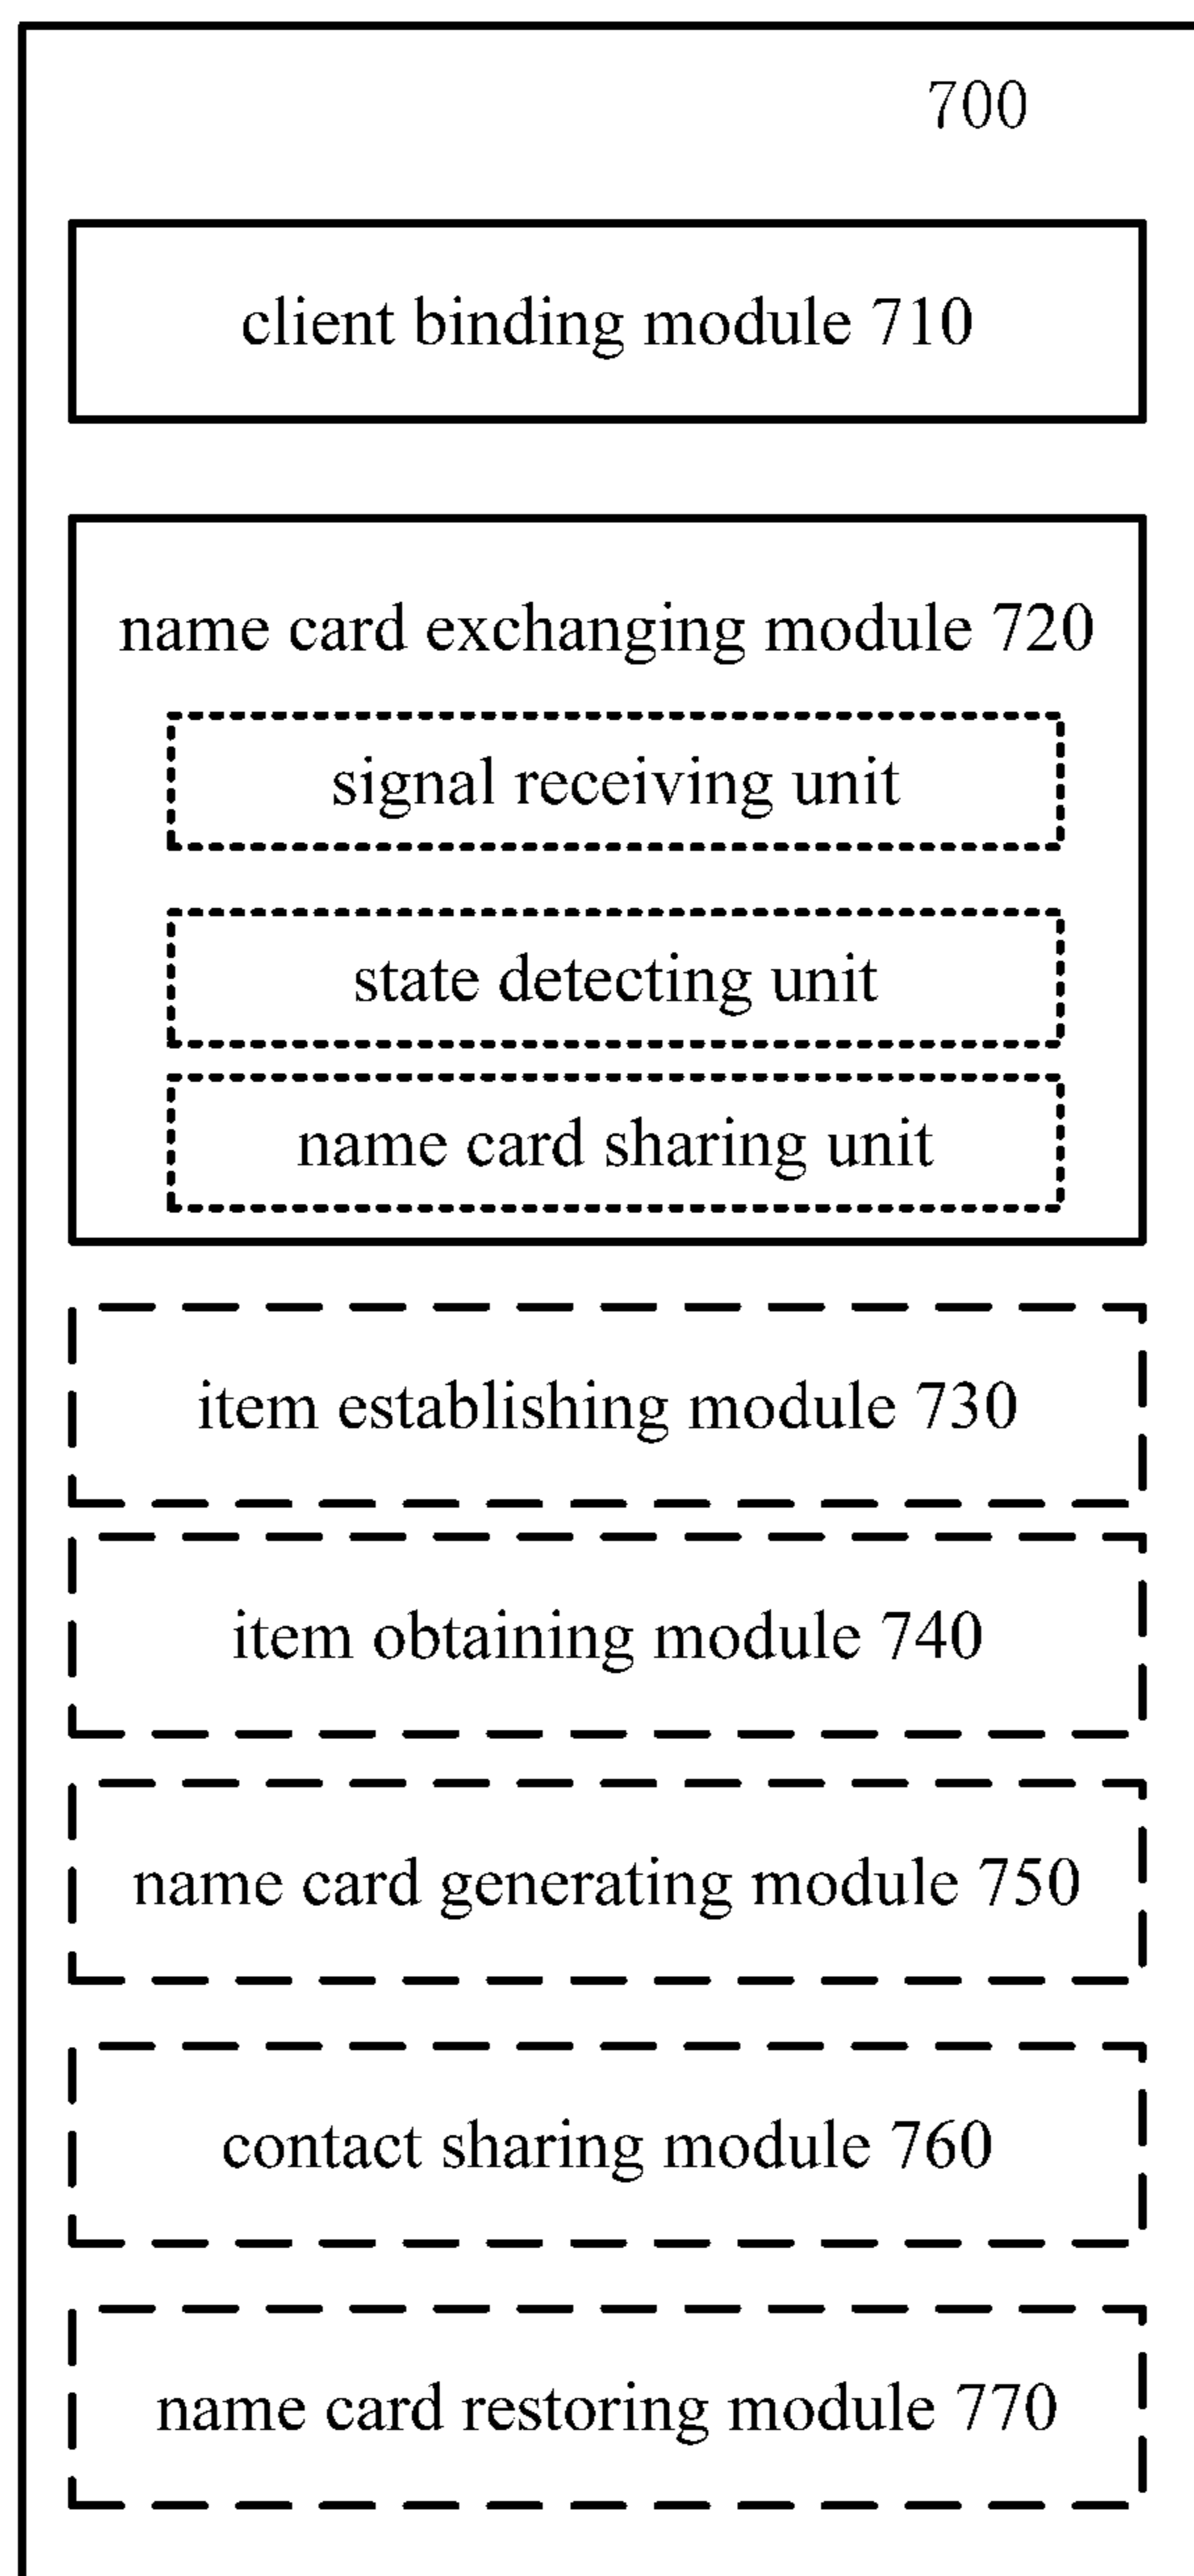 700
client binding module 710
name card exchanging module 720
signal receiving unit
state detecting unit
name card sharing unit
item establishing module 730
item obtaining module 740
name card generating module 750
contact sharing module 760
name card restoring module 770